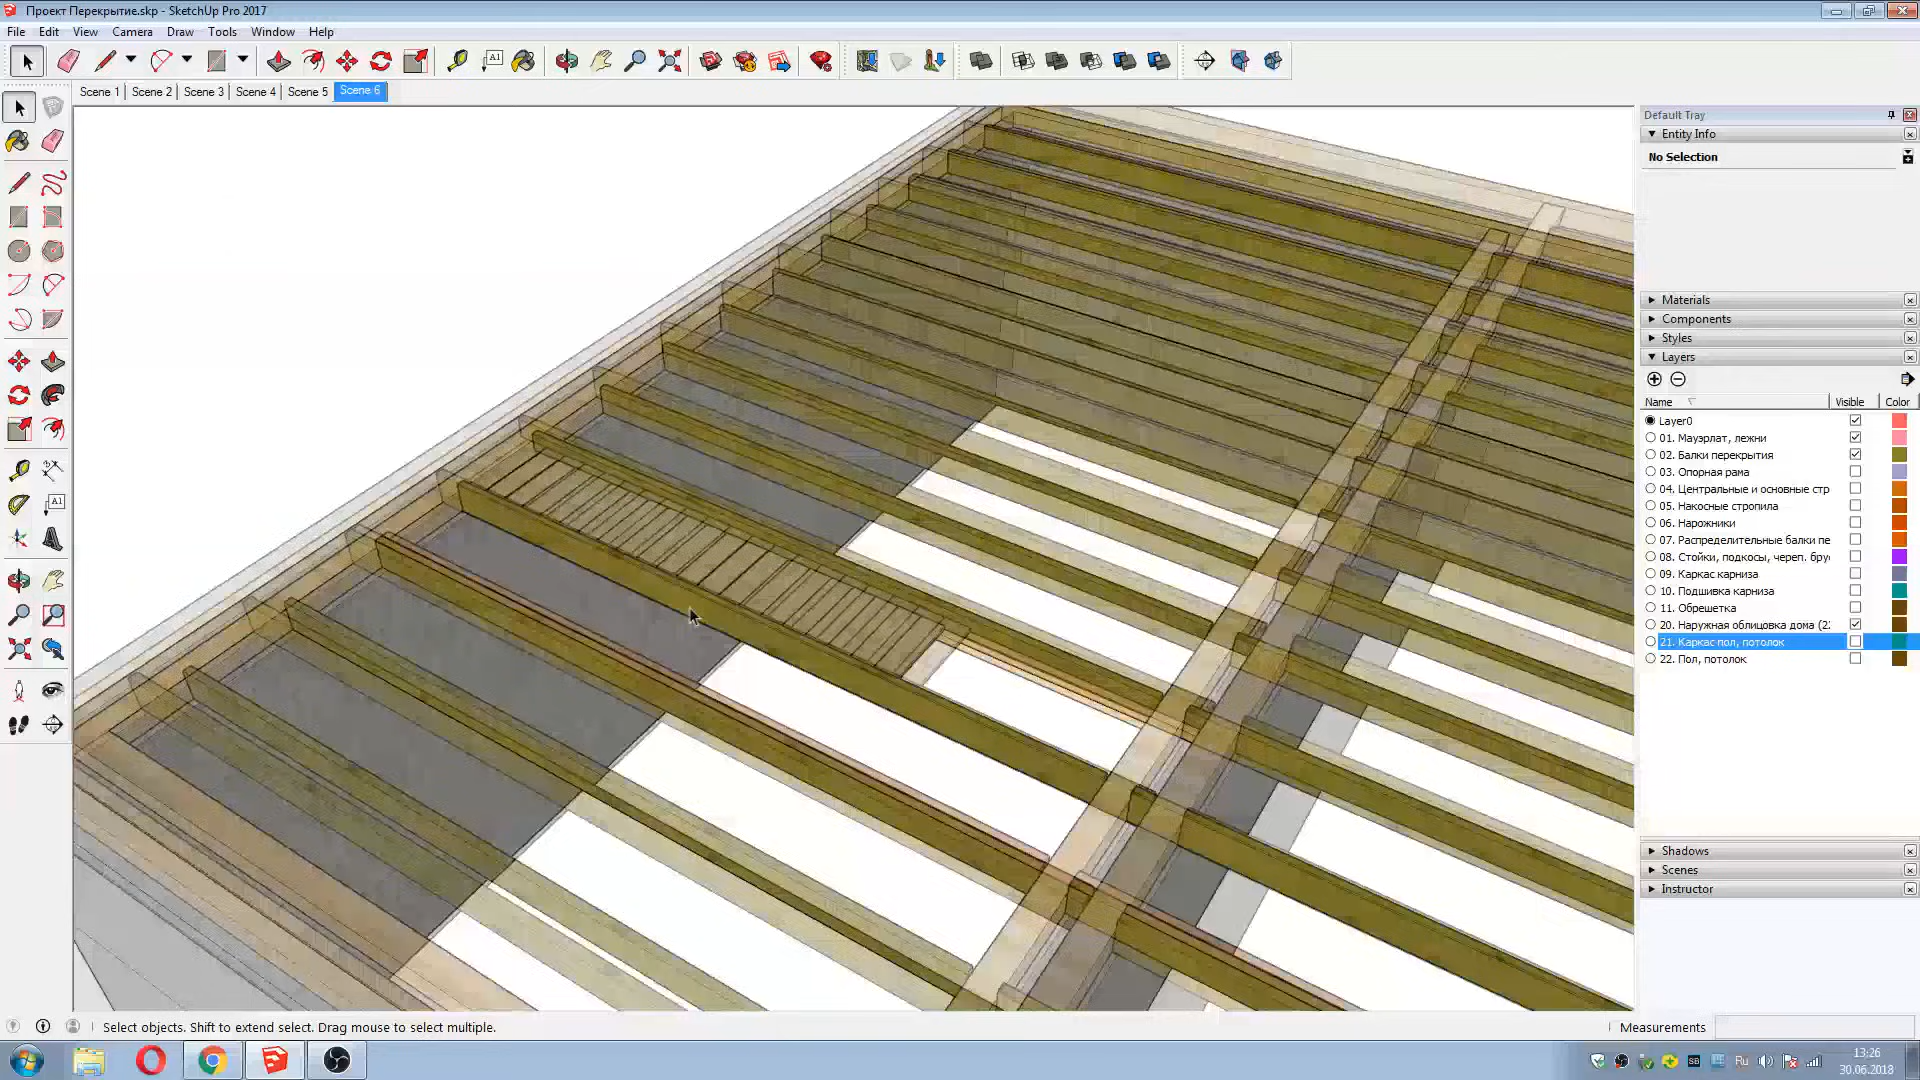 Проект Перекрытие.skp - SketchUp Pro 2017
File Edit View Camera Draw Tools Window Help
A1
Scene 1 Scene 2 Scene 3 Scene 4 Scene 5 Scene 6
Default Tray
Entity Info
No Selection
Materials
Components
Styles
Layers
Name Visible Color
Layer0
01. Мауэрлат, лежни
02. Балки перекрытия
03. Опорная рама
04. Центральные и основные стр
05. Накосные стропила
06. Нарожники
07. Распределительные балки пе
08. Стойки, подкосы, череп. бру
09. Каркас карниза
10. Подшивка карниза
11. Обрешетка
20. Наружная облицовка дома (2
21. Каркас пол, потолок
22. Пол, потолок
A1
Shadows
Scenes
Instructor
Select objects. Shift to extend select. Drag mouse to select multiple.
Measurements
SB
Ru
13:26
30.06.2018